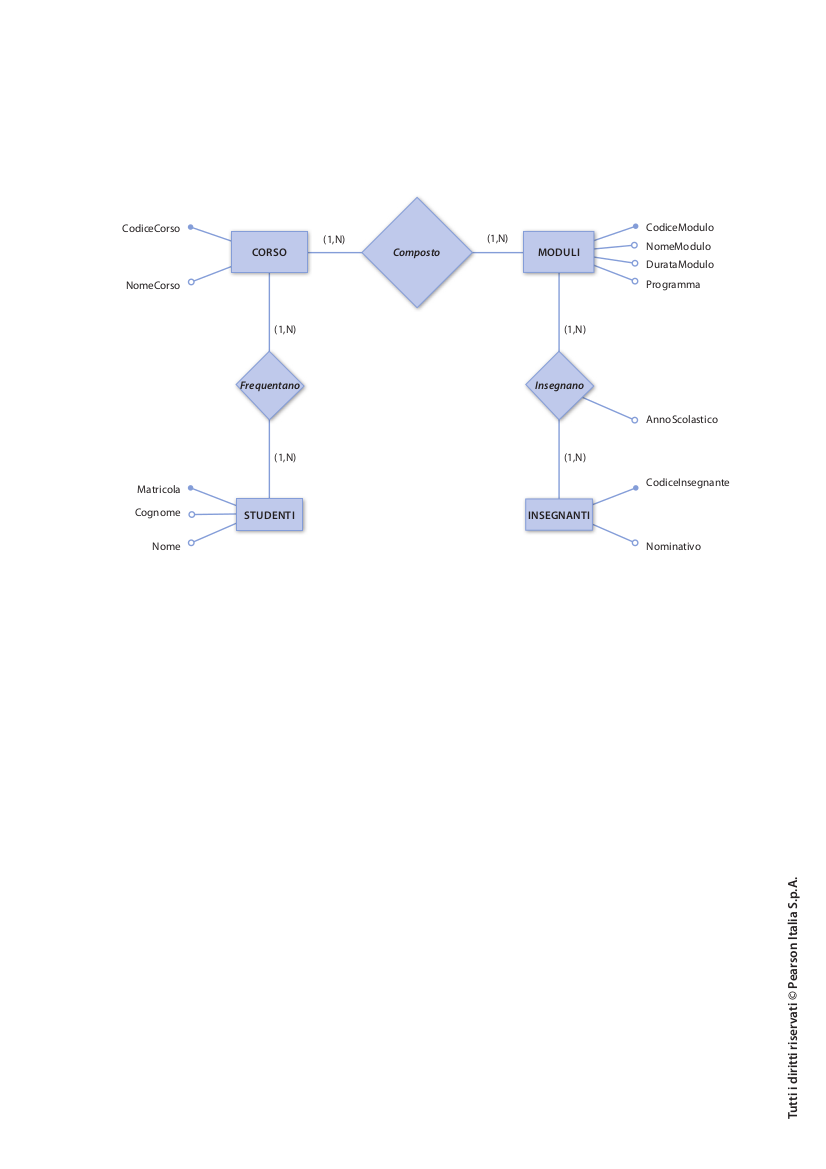 CodiceCorso
NomeCorso
CORSO
(1,N)
Composto
(1,N)
MODULI
CodiceModulo
NomeModulo
DurataModulo
Programma
(1,N)
Frequentano
(1,N)
(1,N)
Insegnano
AnnoScolastico
(1,N)
Matricola
Cognome
Nome
STUDENTI
INSEGNANTI
CodiceInsegnante
Nominativo
Tutti i diritti riservati © Pearson Italia S.p.A.